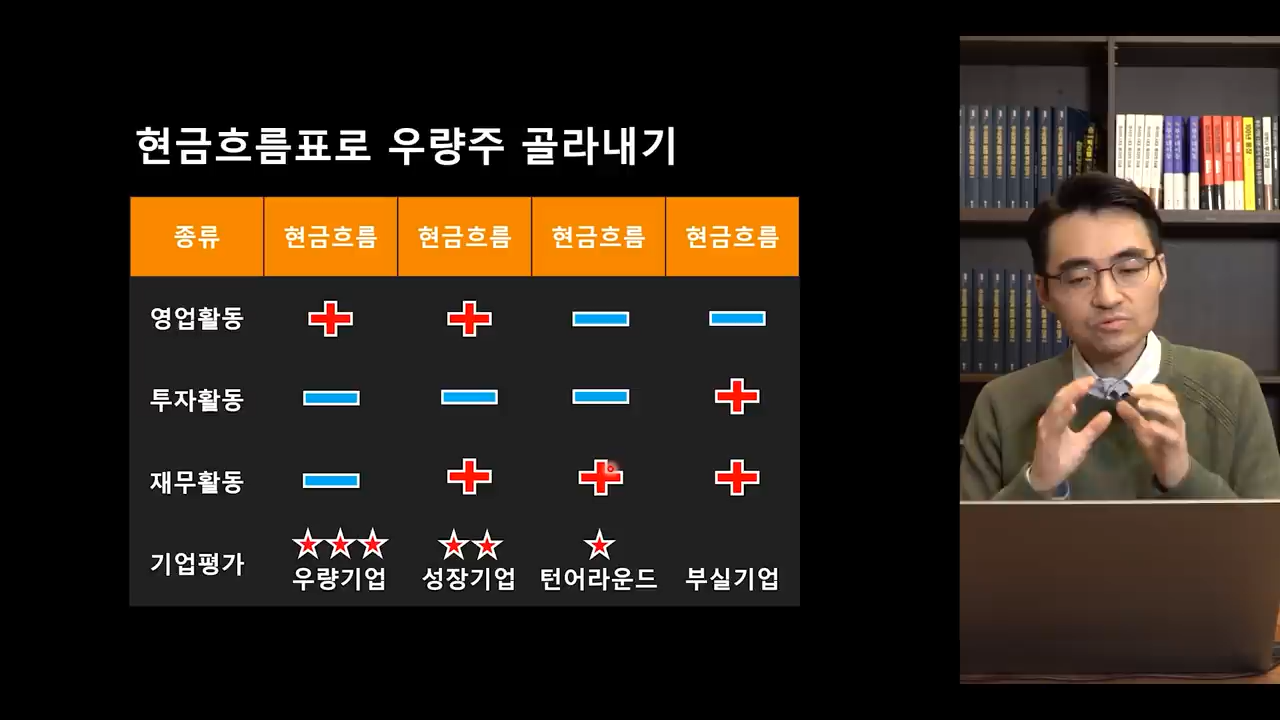 현금흐름표로 우량주 골라내기
종류 현금흐름 현금흐름 현금흐름 현금흐름
영업활동
투자활동
재무활동
기업평가
우량기업 성장기업 턴어라운드 부실기업